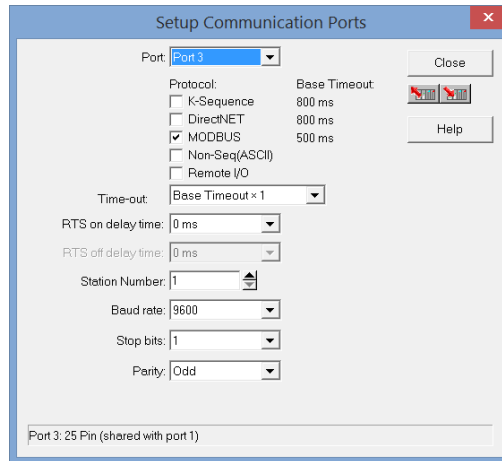 Setup Communication Ports
x
Port: Port 3
Close
Protocol: Base Timeout:
K-Sequence 800 ms
DirectNET 800 ms
MODBUS 500 ms
Help
Non-Seq(ASCII)
Remote I/O
Time-out: Base Timeout × 1
RTS on delay time: 0 ms
RTS off delay time: 0 ms
Station Number: 1
Baud rate: 9600
Stop bits: 1
Parity: Odd
Port 3: 25 Pin (shared with port 1)